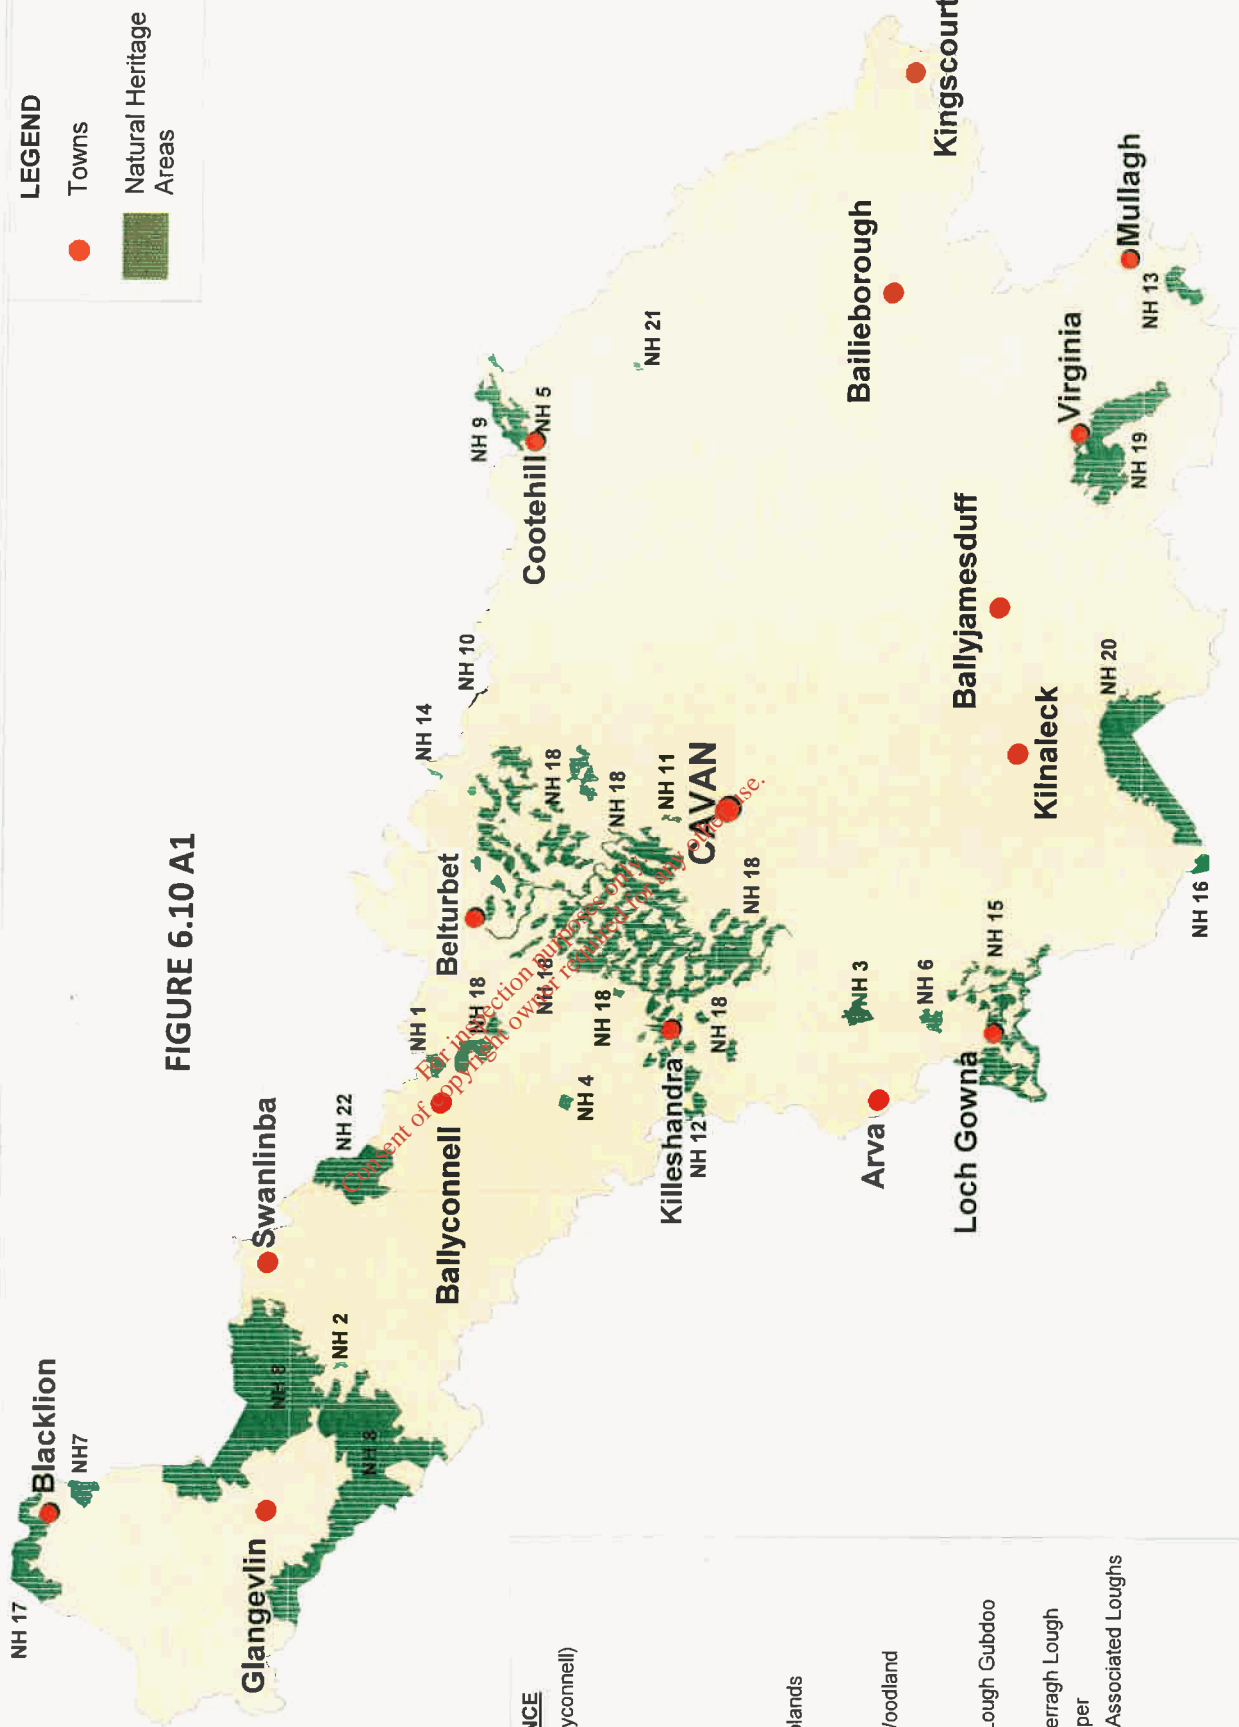 FIGURE 6.10 A1
LEGEND
Towns
Natural Heritage
Areas
NH 17
Blacklion
NH7
Glangevlin
NH 8
NH 8
NH 2
Swanlinba
NH 22
Ballyconnell
NH 1
NH 18
Belturbet
NH 18
NH 14
NH 10
NH 18
NH 18
NH 11
CAVAN
NH 18
NH 18
NH 18
NH 4
Killeshandra
NH 12
NH 9
NH 5
Cootehill
NH 21
Bailieborough
Kingscourt
Mullagh
NH 13
Virginia
NH 19
Ballyjamesduff
Kilnaleck
NH 20
NH 16
NH 3
NH 6
Arva
NH 15
Loch Gowna
For inspection purposes only.
Consent of copyright owner required for any other use.
NCE
yconnell)
lands
oodland
ough Gubdoo
erragh Lough
per
Associated Loughs